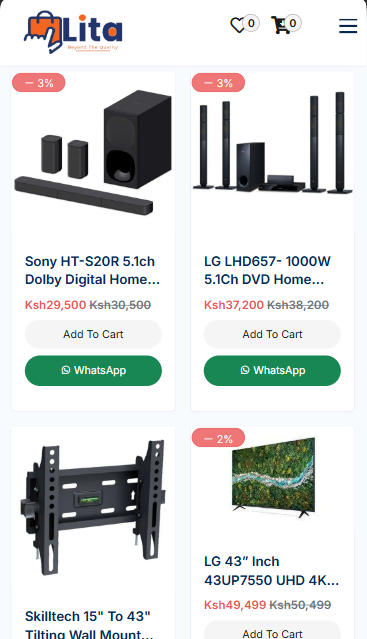 Lita
Beyond The Quality
0
0
— 3%
— 3%
Sony HT-S20R 5.1ch
Dolby Digital Home...
Ksh29,500 Ksh30,500
Add To Cart
WhatsApp
LG LHD657- 1000W
5.1Ch DVD Home...
Ksh37,200 Ksh38,200
Add To Cart
WhatsApp
— 2%
Skilltech 15" To 43"
Tilting Wall Mount...
LG 43” Inch
43UP7550 UHD 4K...
Ksh49,499 Ksh50,499
Add To Cart